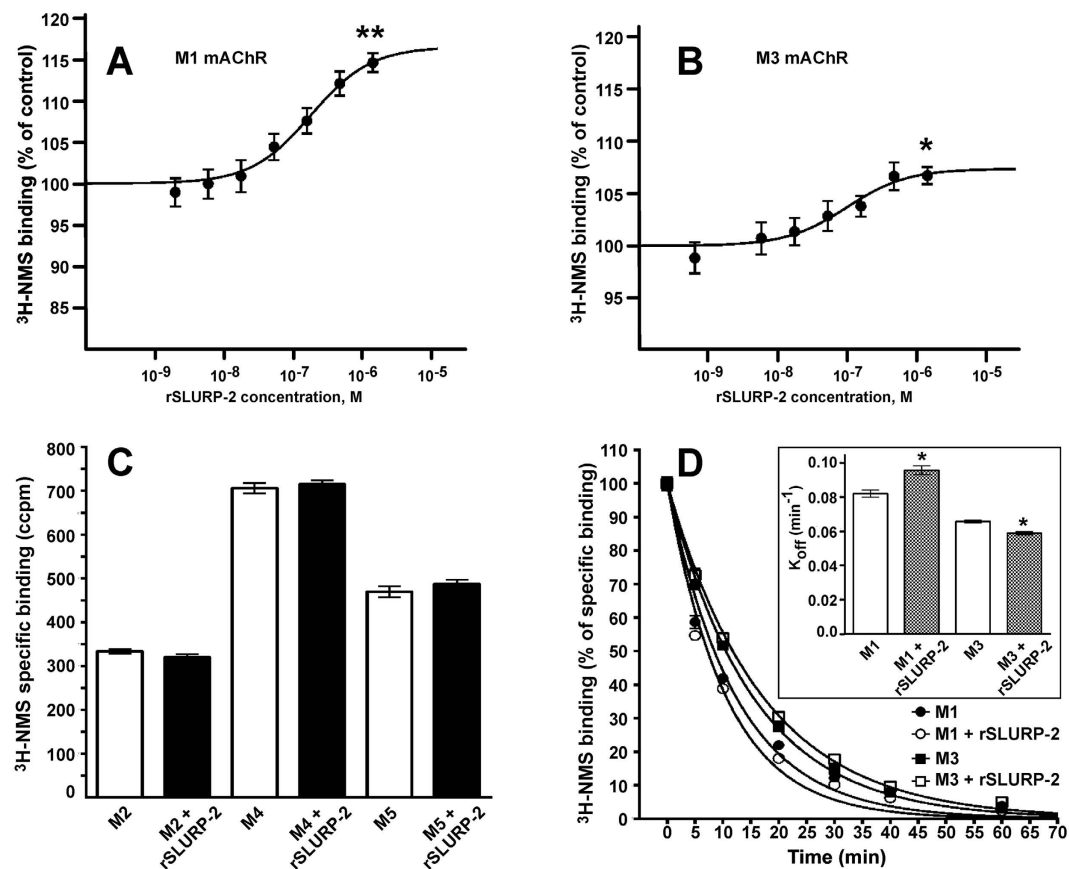 A
M1 mAChR
**
³H-NMS binding (% of control)
120
115
110
105
100
95
90
85
10-9
10-8
10-7
10-6
10-5
rSLURP-2 concentration, M
B
M3 mAChR
*
³H-NMS binding (% of control)
120
115
110
105
100
95
10-9
10-8
10-7
10-6
10-5
rSLURP-2 concentration, M
C
³H-NMS specific binding (ccpm)
800
700
600
500
400
300
200
100
0
M2
M2 +
rSLURP-2
M4
M4 +
rSLURP-2
M5
M5 +
rSLURP-2
D
³H-NMS binding (% of specific binding)
110
100
90
80
70
60
50
40
30
20
10
0
0
5
10
15
20
25
30
35
40
45
50
55
60
65
70
Time (min)
Koff (min-1)
0.10
0.08
0.06
0.04
0.02
0.0
*
*
M1
M1 +
rSLURP-2
M3
M3 +
rSLURP-2
M1
M1 + rSLURP-2
M3
M3 + rSLURP-2